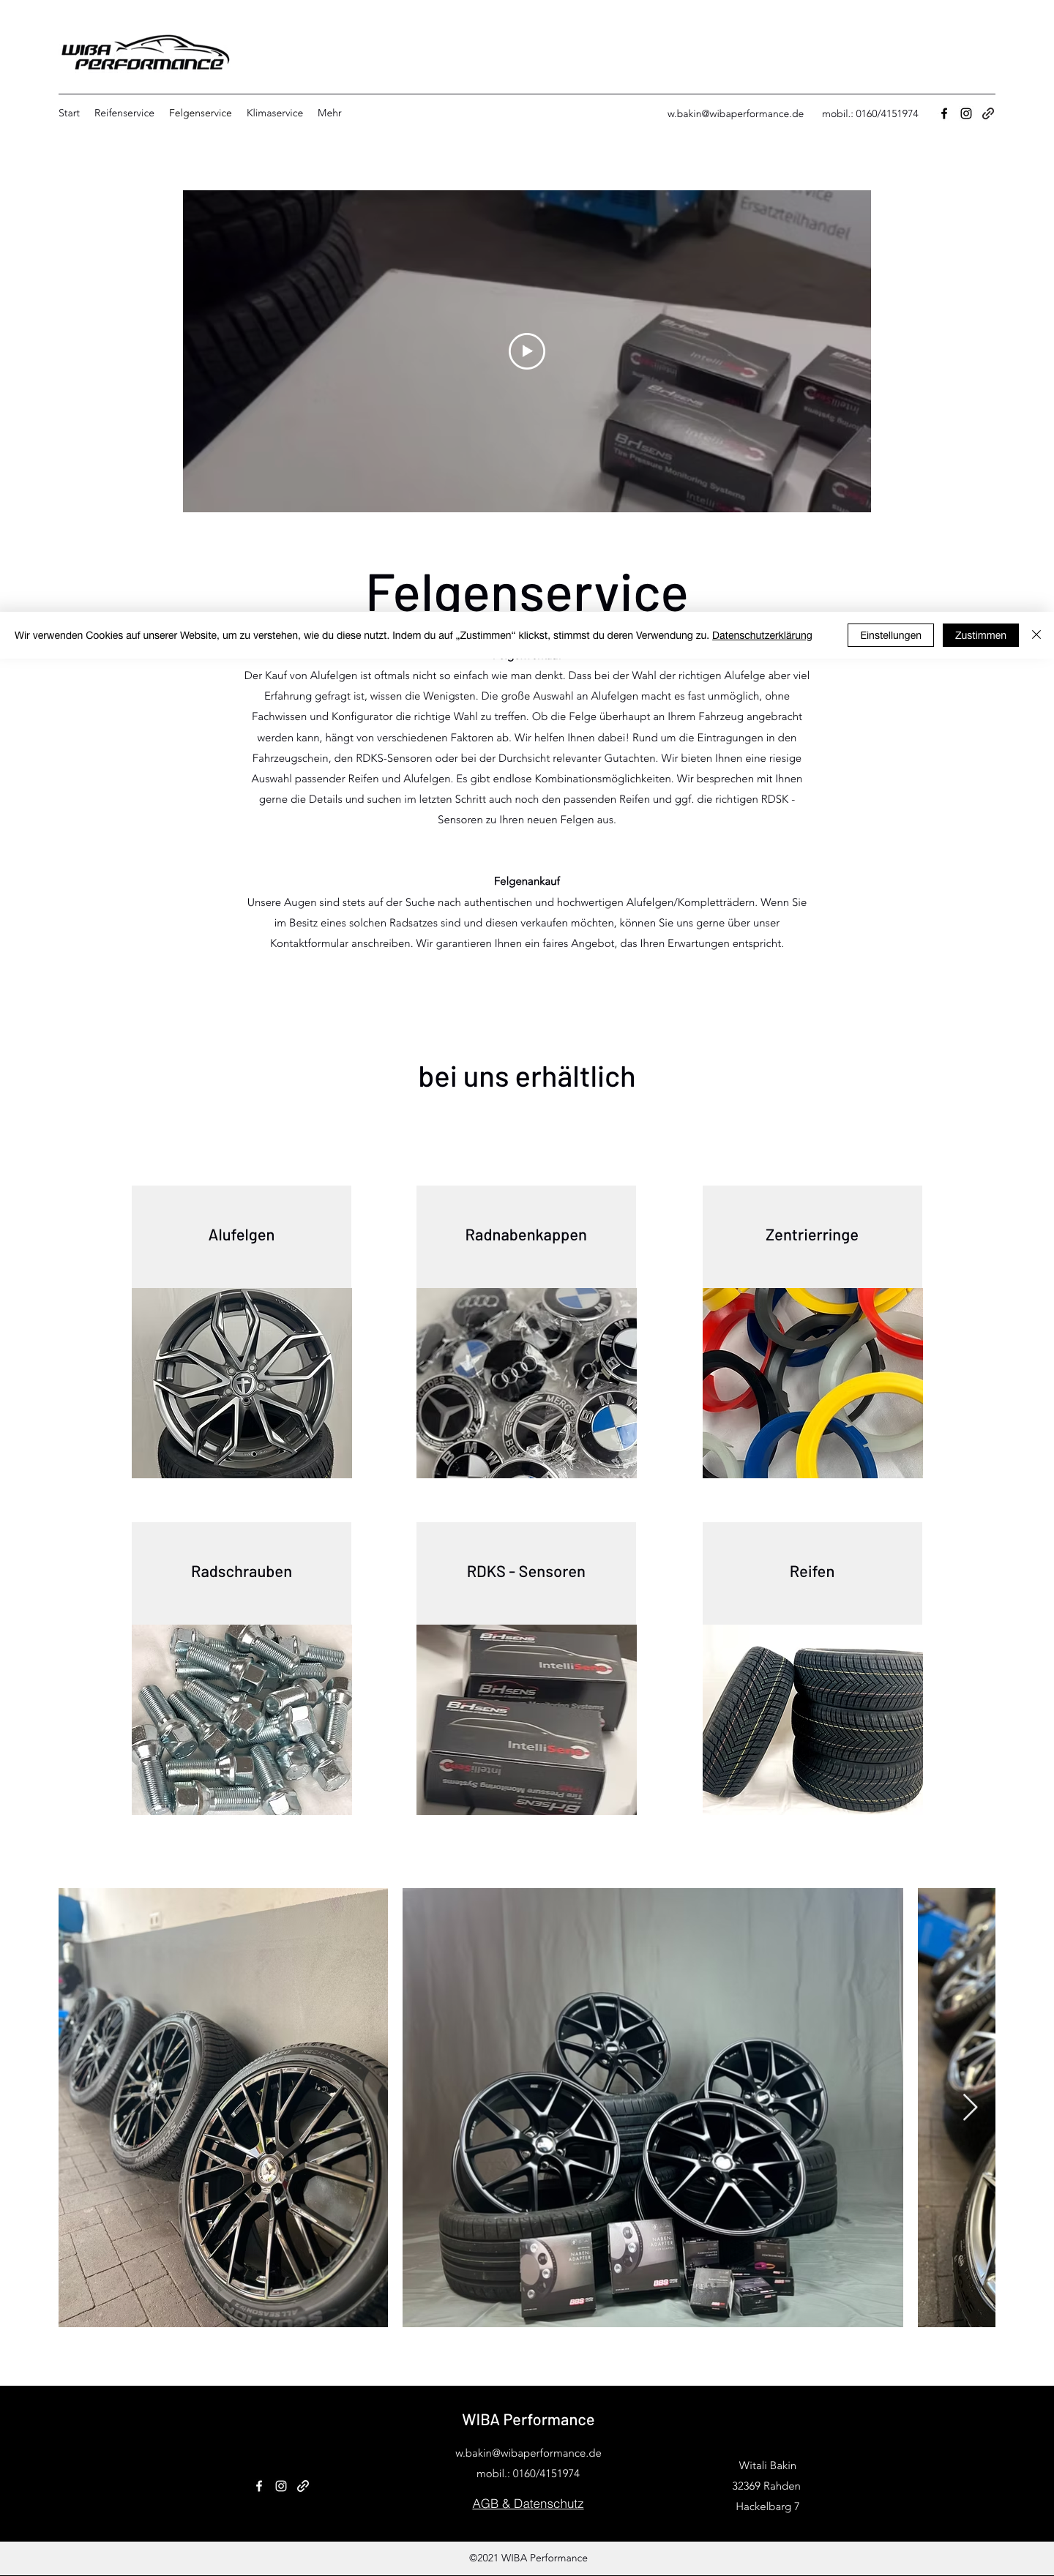 WIBA
PERFORMANCE
Start Reifenservice Felgenservice Klimaservice Mehr
w.bakin@wibaperformance.de mobil.: 0160/4151974
Ersatzteilhandel
BHSENS
Tire Pressure Monitoring Systems
Felgenservice
Wir verwenden Cookies auf unserer Website, um zu verstehen, wie du diese nutzt. Indem du auf „Zustimmen“ klickst, stimmst du deren Verwendung zu. Datenschutzerklärung
Einstellungen
Zustimmen
Der Kauf von Alufelgen ist oftmals nicht so einfach wie man denkt. Dass bei der Wahl der richtigen Alufelge aber viel
Erfahrung gefragt ist, wissen die Wenigsten. Die große Auswahl an Alufelgen macht es fast unmöglich, ohne
Fachwissen und Konfigurator die richtige Wahl zu treffen. Ob die Felge überhaupt an Ihrem Fahrzeug angebracht
werden kann, hängt von verschiedenen Faktoren ab. Wir helfen Ihnen dabei! Rund um die Eintragungen in den
Fahrzeugschein, den RDKS-Sensoren oder bei der Durchsicht relevanter Gutachten. Wir bieten Ihnen eine riesige
Auswahl passender Reifen und Alufelgen. Es gibt endlose Kombinationsmöglichkeiten. Wir besprechen mit Ihnen
gerne die Details und suchen im letzten Schritt auch noch den passenden Reifen und ggf. die richtigen RDSK -
Sensoren zu Ihren neuen Felgen aus.
Felgenankauf
Unsere Augen sind stets auf der Suche nach authentischen und hochwertigen Alufelgen/Kompletträdern. Wenn Sie
im Besitz eines solchen Radsatzes sind und diesen verkaufen möchten, können Sie uns gerne über unser
Kontaktformular anschreiben. Wir garantieren Ihnen ein faires Angebot, das Ihren Erwartungen entspricht.
bei uns erhältlich
Alufelgen
Radnabenkappen
Zentrierringe
BMW
Radschrauben
RDKS - Sensoren
Reifen
BHSENS
IntelliSens
BHSENS
IntelliSens
WIBA Performance
w.bakin@wibaperformance.de
mobil.: 0160/4151974
AGB & Datenschutz
Witali Bakin
32369 Rahden
Hackelbarg 7
©2021 WIBA Performance